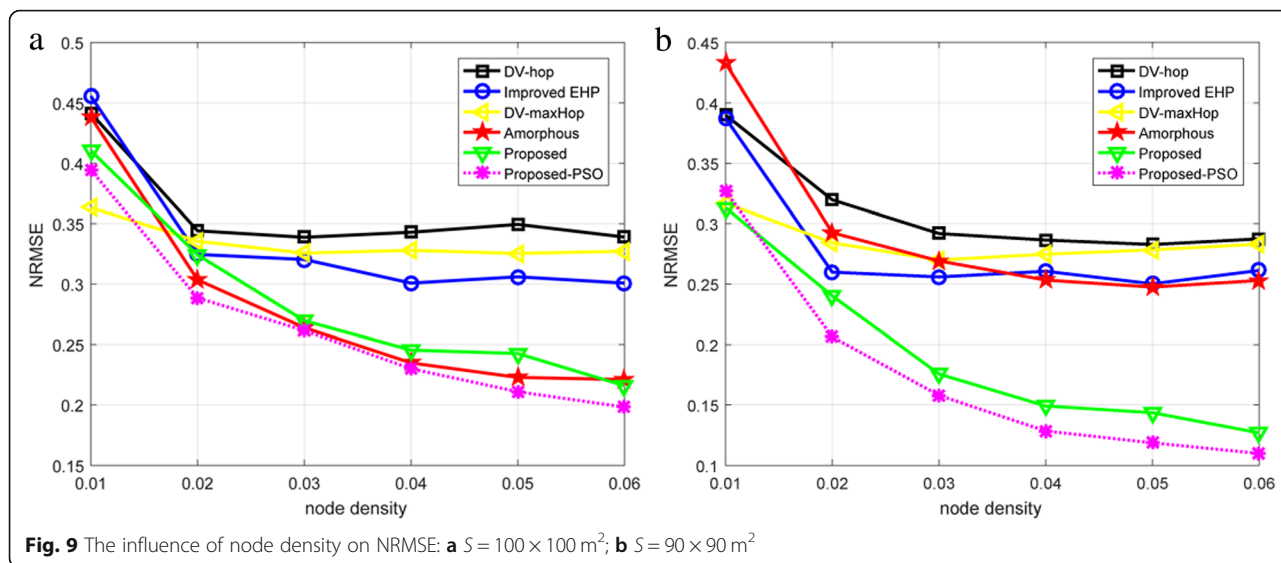 a
0.5
0.45
0.4
0.35
0.3
0.25
0.2
0.15
NRMSE
0.01 0.02 0.03 0.04 0.05 0.06
node density
DV-hop
Improved EHP
DV-maxHop
Amorphous
Proposed
Proposed-PSO
b
0.45
0.4
0.35
0.3
0.25
0.2
0.15
0.1
NRMSE
0.01 0.02 0.03 0.04 0.05 0.06
node density
DV-hop
Improved EHP
DV-maxHop
Amorphous
Proposed
Proposed-PSO
Fig. 9 The influence of node density on NRMSE: a S = 100 × 100 m²; b S = 90 × 90 m²